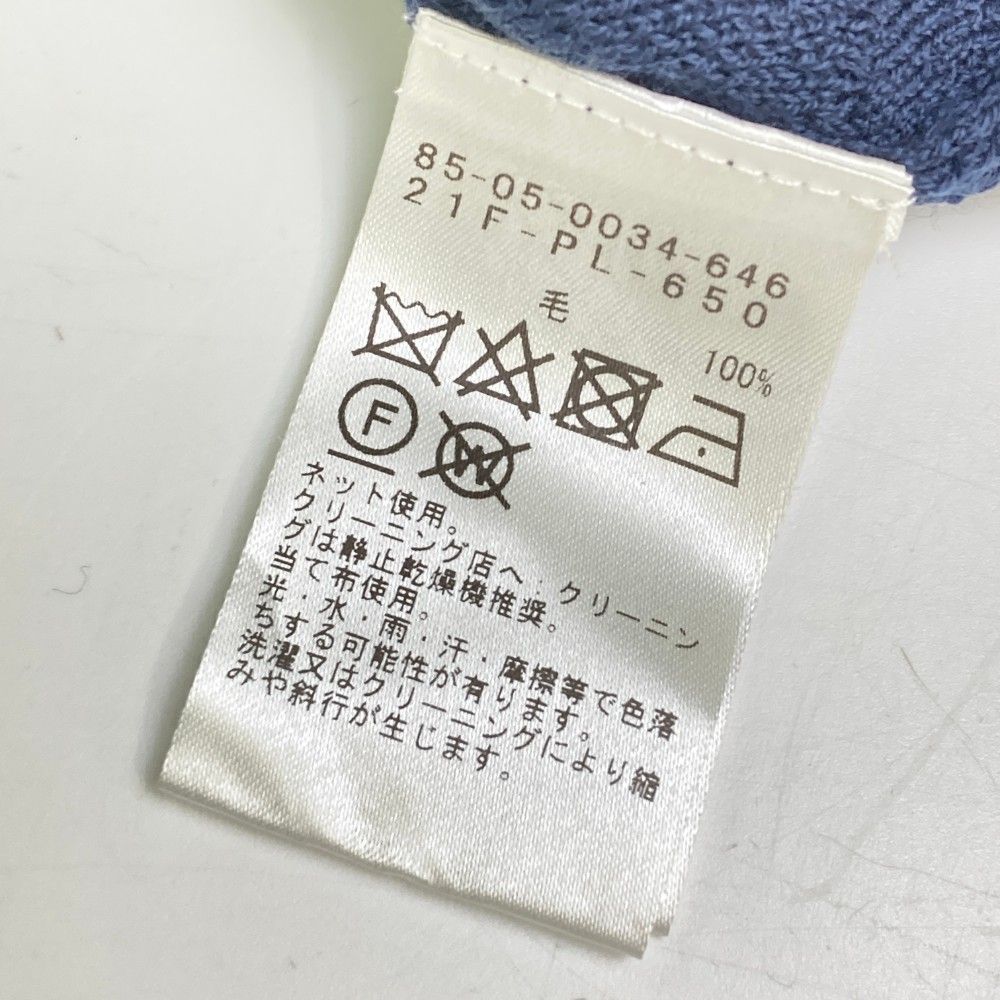 85-05-0034-646
21F-PL-650
毛 100%
F
W
ネット使用。
クリーニング店へ:クリーニン
グは静止乾燥機推奨。
当て布使用。
光・水・雨・汗・摩擦等で色落
ちする可能性が有ります。
洗濯又はクリーニングにより縮
みや斜行が生じます。